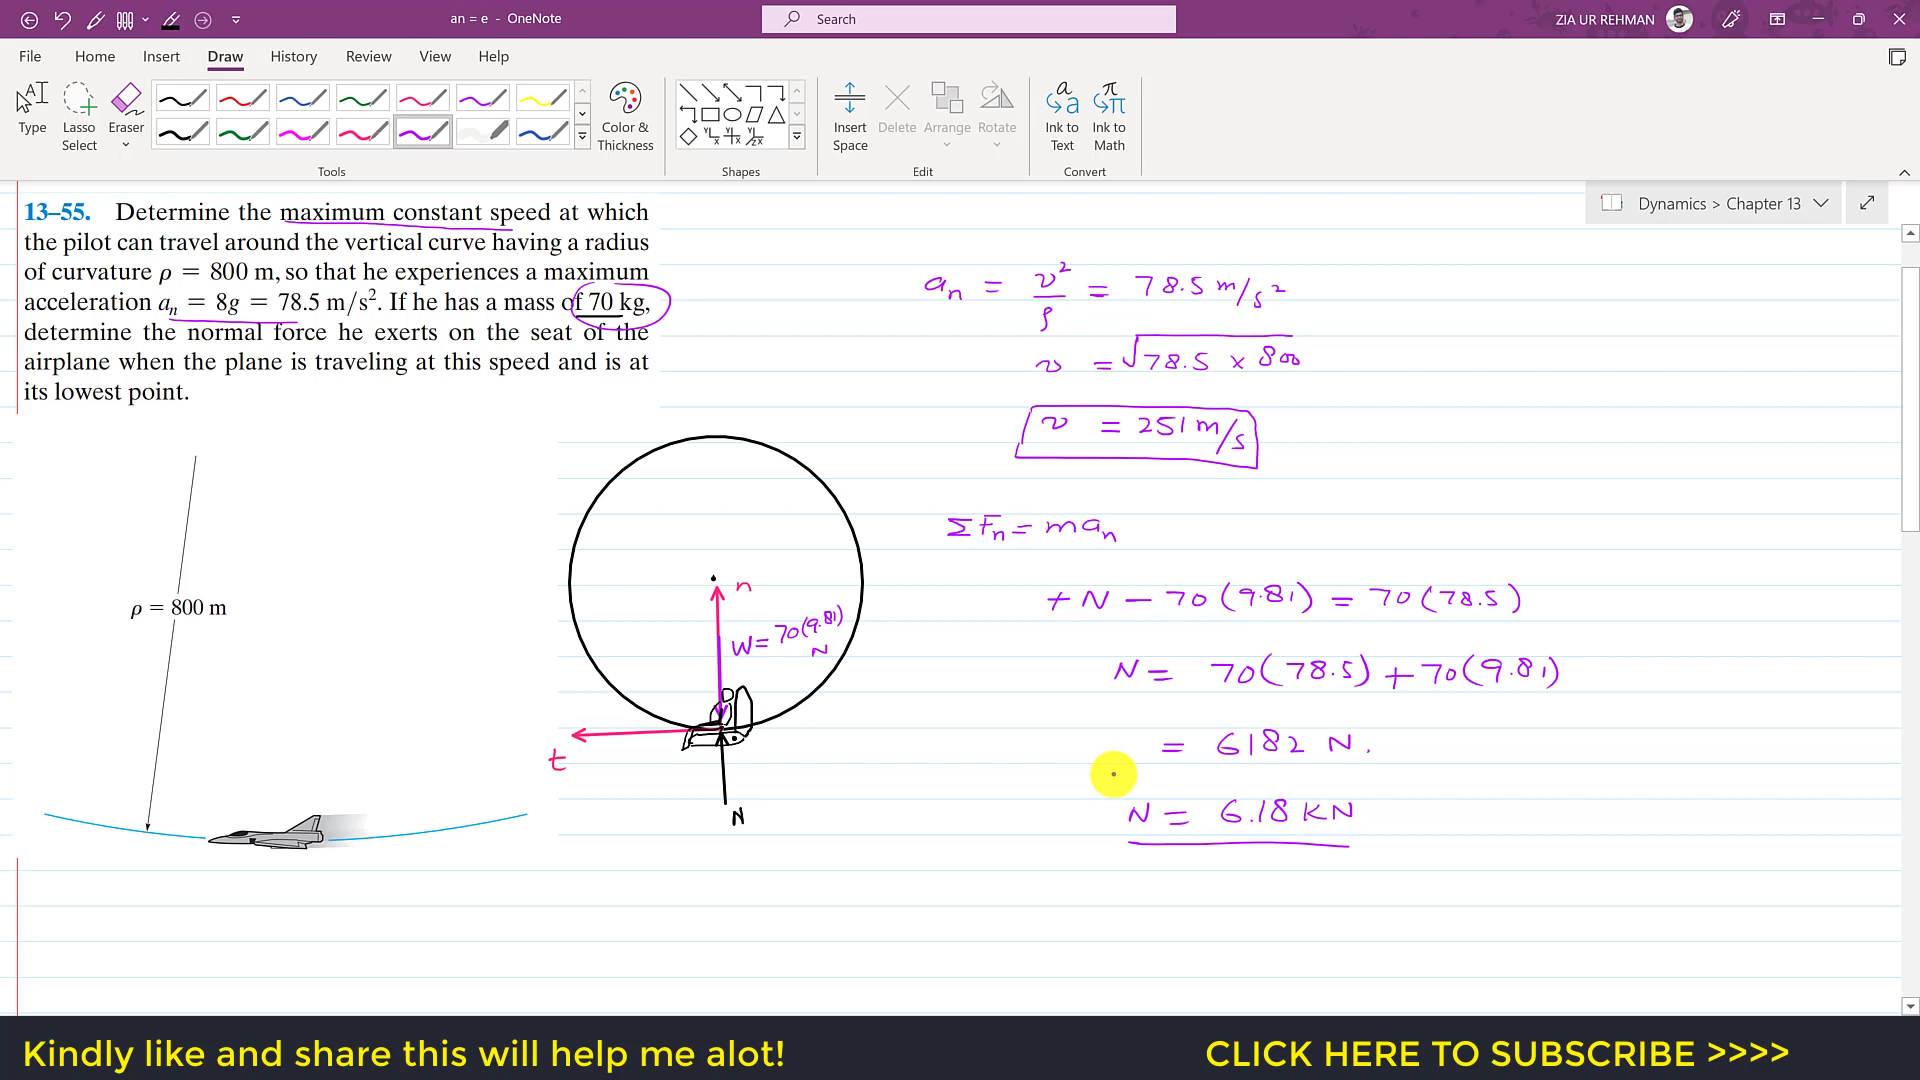 an = e - OneNote
Search
ZIA UR REHMAN
File Home Insert Draw History Review View Help
Type
Lasso Select
Eraser
Color & Thickness
Insert Space
Delete
Arrange
Rotate
Ink to Text
Ink to Math
Tools
Shapes
Edit
Convert
Dynamics > Chapter 13
13–55. Determine the maximum constant speed at which
the pilot can travel around the vertical curve having a radius
of curvature ρ = 800 m, so that he experiences a maximum
acceleration aₙ = 8g = 78.5 m/s². If he has a mass of 70 kg,
determine the normal force he exerts on the seat of the
airplane when the plane is traveling at this speed and is at
its lowest point.
ρ = 800 m
n
W = 70(9.81)
N
t
N
aₙ = v²/ρ = 78.5 m/s²
v = √78.5 × 800
v = 251 m/s
ΣFₙ = maₙ
+ N − 70(9.81) = 70(78.5)
N = 70(78.5) + 70(9.81)
= 6182 N.
N = 6.18 KN
Kindly like and share this will help me alot!
CLICK HERE TO SUBSCRIBE >>>>